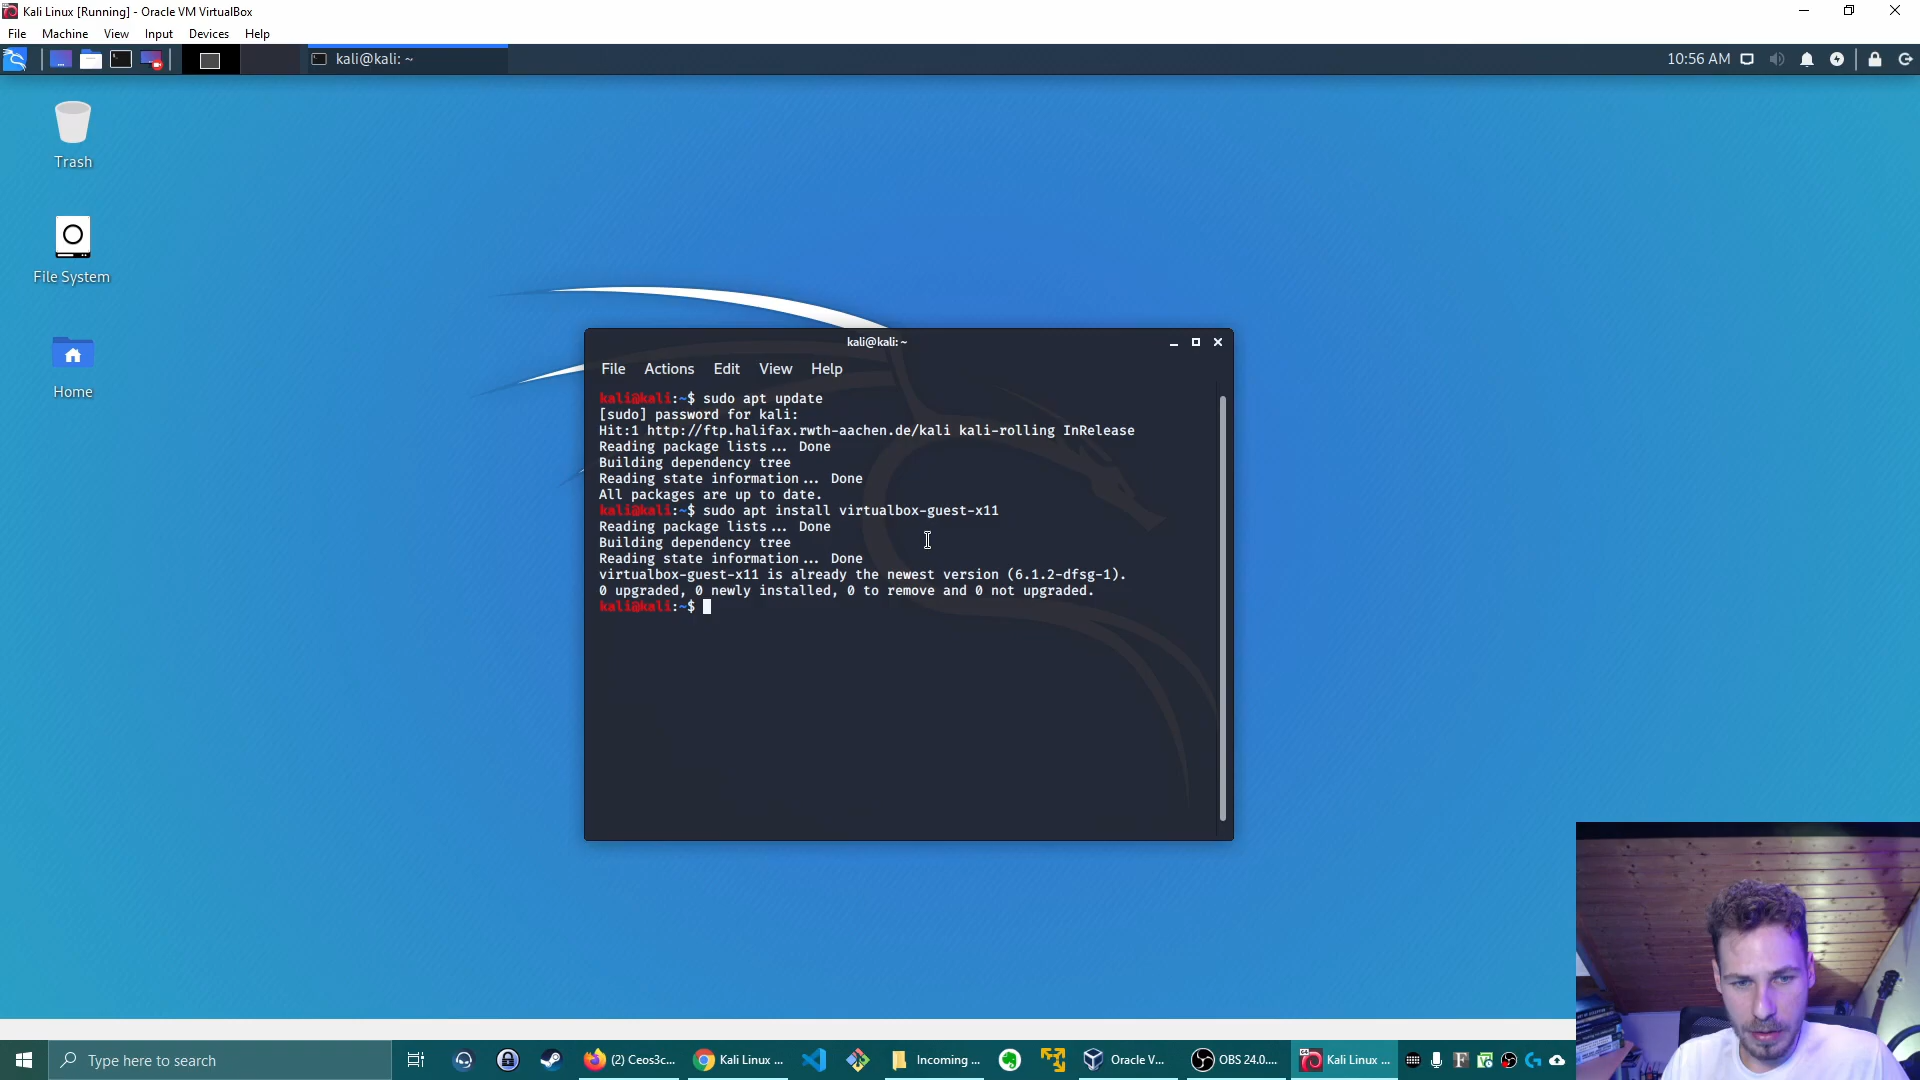 Kali Linux [Running] - Oracle VM VirtualBox
File Machine View Input Devices Help
kali@kali: ~
10:56 AM
Trash
File System
Home
kali@kali: ~
File Actions Edit View Help
kali@kali:~$ sudo apt update
[sudo] password for kali:
Hit:1 http://ftp.halifax.rwth-aachen.de/kali kali-rolling InRelease
Reading package lists... Done
Building dependency tree
Reading state information... Done
All packages are up to date.
kali@kali:~$ sudo apt install virtualbox-guest-x11
Reading package lists... Done
Building dependency tree
Reading state information... Done
virtualbox-guest-x11 is already the newest version (6.1.2-dfsg-1).
0 upgraded, 0 newly installed, 0 to remove and 0 not upgraded.
kali@kali:~$
Type here to search
(2) Ceos3c...
Kali Linux ...
Incoming ...
Oracle V...
OBS 24.0....
Kali Linux ...